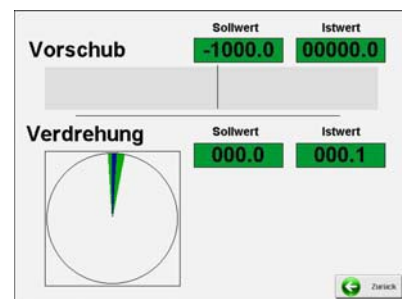 Sollwert Istwert
Vorschub -1000.0 00000.0
Verdrehung Sollwert Istwert
000.0 000.1
Zurück